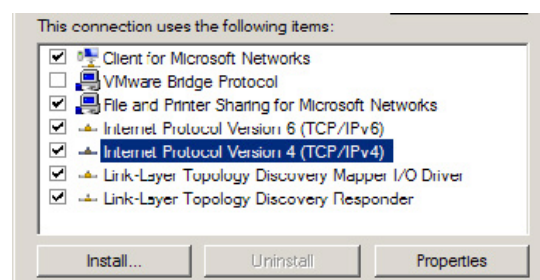 This connection uses the following items:
Client for Microsoft Networks
VMware Bridge Protocol
File and Printer Sharing for Microsoft Networks
Internet Protocol Version 6 (TCP/IPv6)
Internet Protocol Version 4 (TCP/IPv4)
Link-Layer Topology Discovery Mapper I/O Driver
Link-Layer Topology Discovery Responder
Install... Uninstall Properties